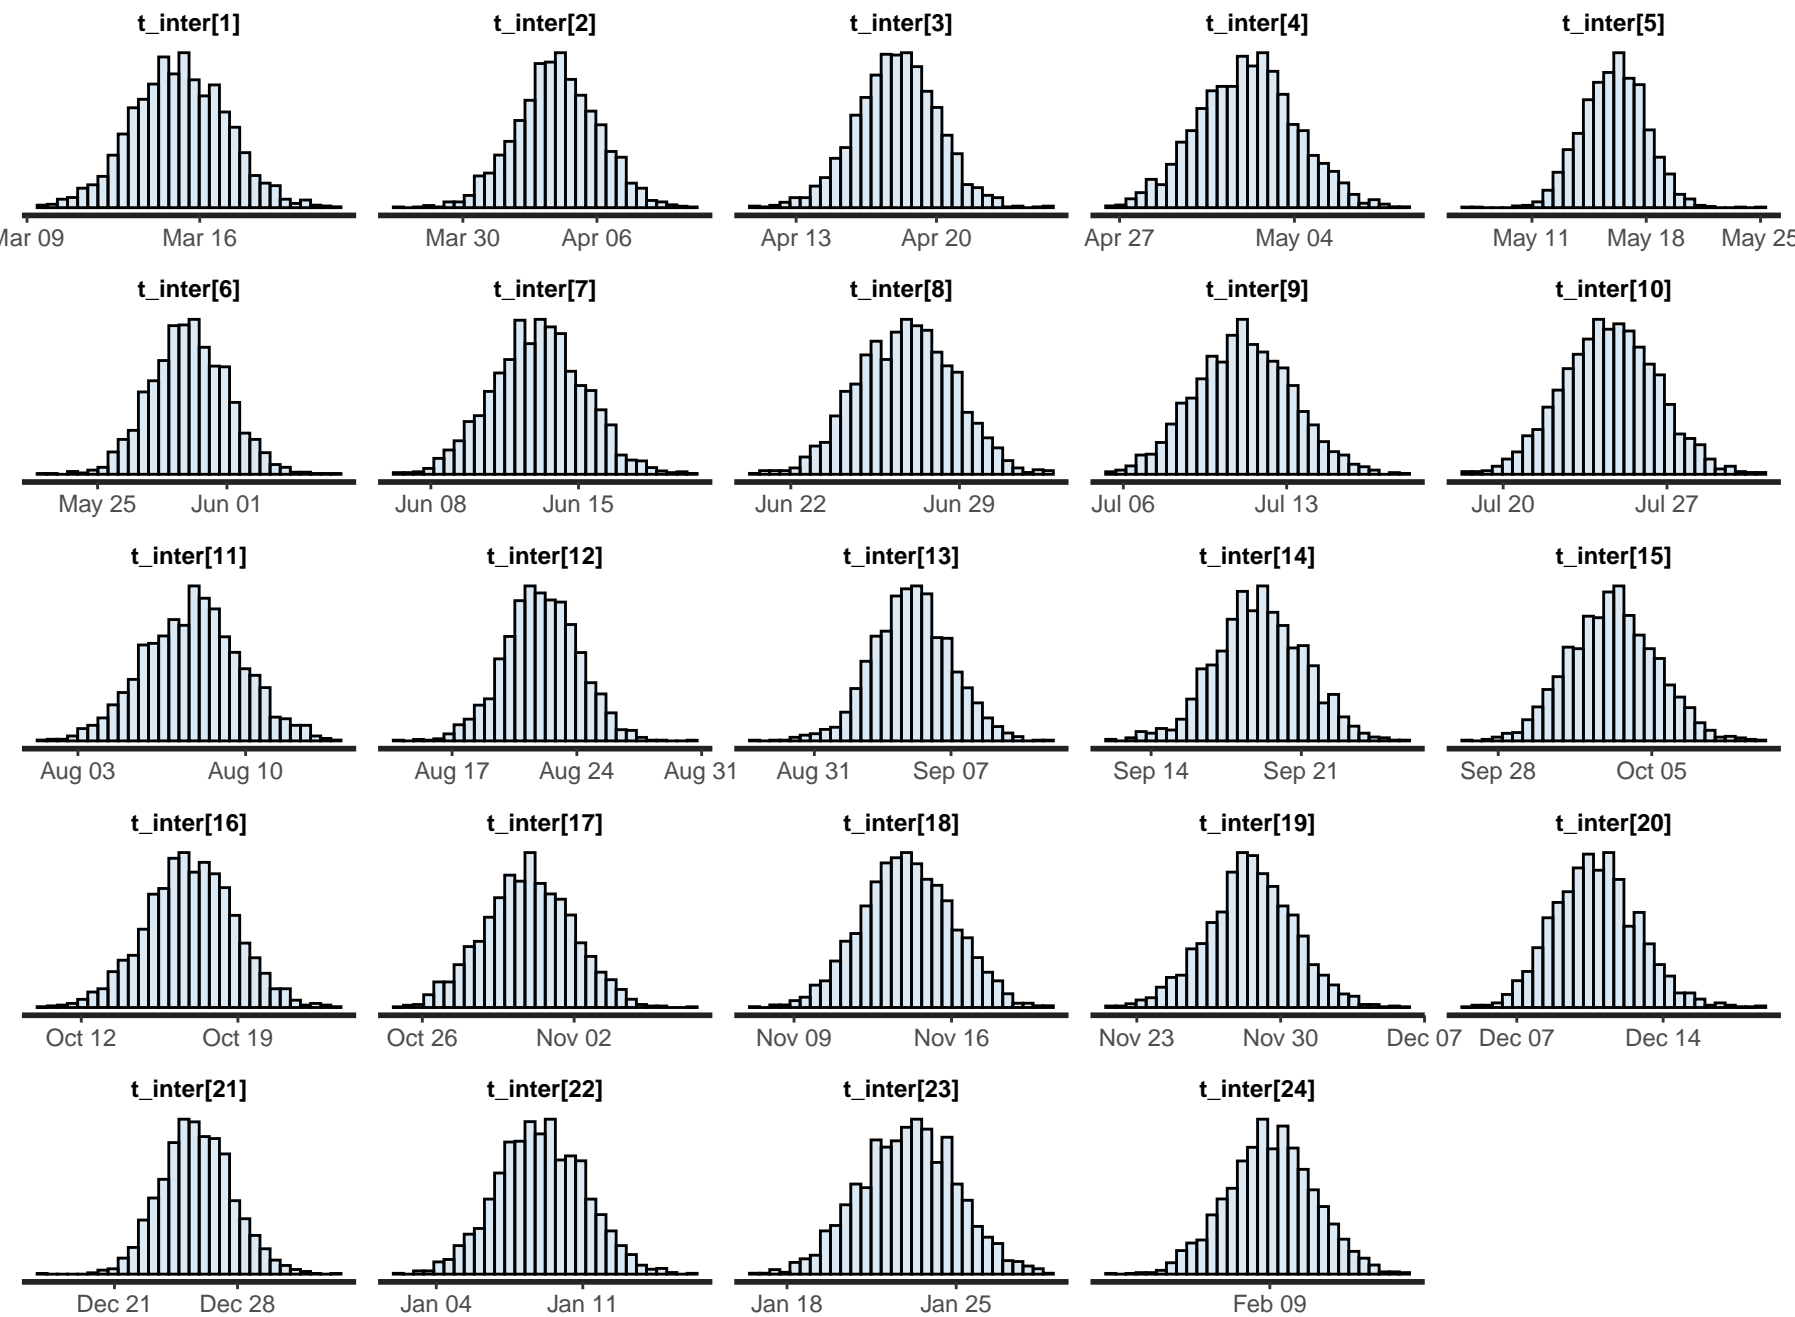 t_inter[1] t_inter[2] t_inter[3] t_inter[4] t_inter[5]
Mar 09 Mar 16 Mar 30 Apr 06 Apr 13 Apr 20 Apr 27 May 04 May 11 May 18 May 25
t_inter[6] t_inter[7] t_inter[8] t_inter[9] t_inter[10]
May 25 Jun 01 Jun 08 Jun 15 Jun 22 Jun 29 Jul 06 Jul 13 Jul 20 Jul 27
t_inter[11] t_inter[12] t_inter[13] t_inter[14] t_inter[15]
Aug 03 Aug 10 Aug 17 Aug 24 Aug 31 Aug 31 Sep 07 Sep 14 Sep 21 Sep 28 Oct 05
t_inter[16] t_inter[17] t_inter[18] t_inter[19] t_inter[20]
Oct 12 Oct 19 Oct 26 Nov 02 Nov 09 Nov 16 Nov 23 Nov 30 Dec 07 Dec 07 Dec 14
t_inter[21] t_inter[22] t_inter[23] t_inter[24]
Dec 21 Dec 28 Jan 04 Jan 11 Jan 18 Jan 25 Feb 09